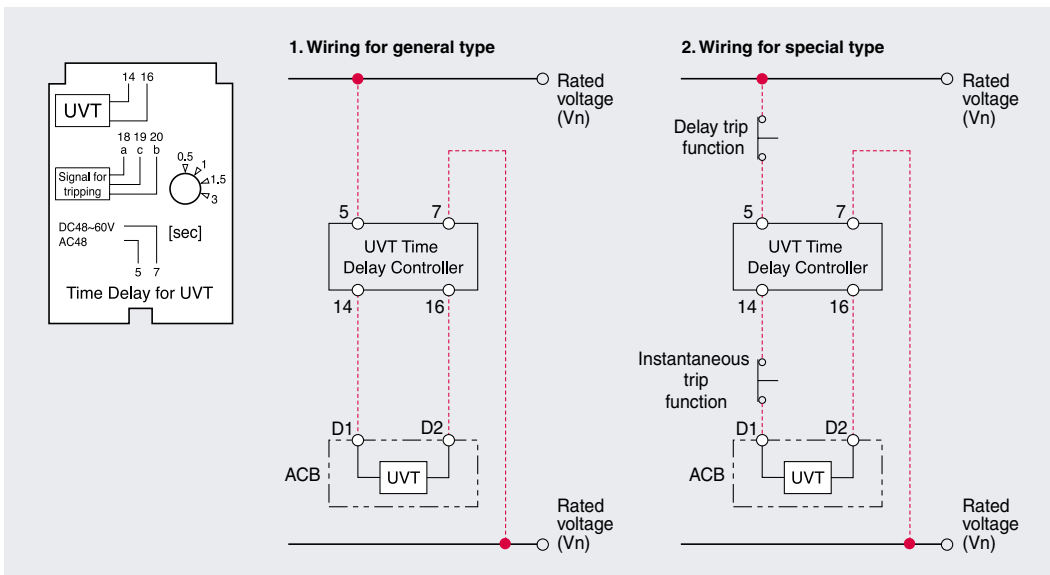 14 16
UVT
18 19 20
a c b
Signal for
tripping
0.5
1
1.5
3
DC48~60V
AC48
[sec]
5 7
Time Delay for UVT
1. Wiring for general type
Rated
voltage
(Vn)
5 7
UVT Time
Delay Controller
14 16
D1 D2
ACB
UVT
Rated
voltage
(Vn)
2. Wiring for special type
Rated
voltage
(Vn)
Delay trip
function
5 7
UVT Time
Delay Controller
14 16
Instantaneous
trip
function
D1 D2
ACB
UVT
Rated
voltage
(Vn)